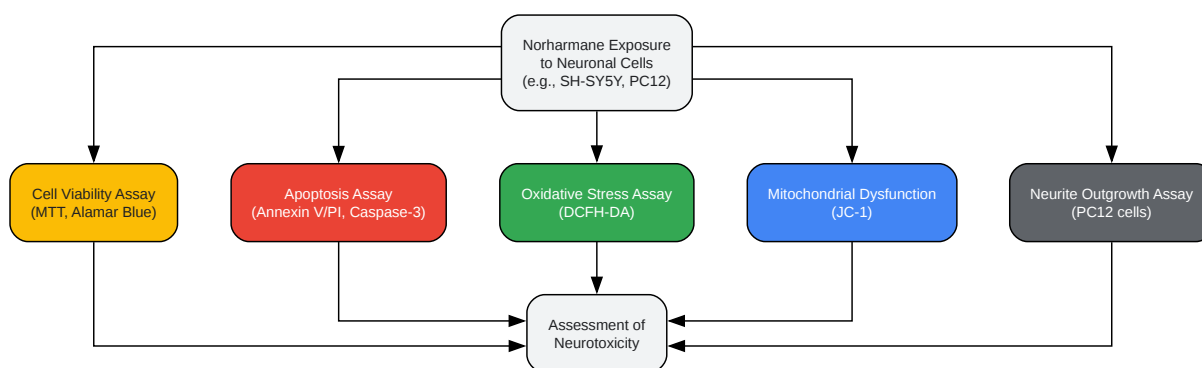 Norharmane Exposure
to Neuronal Cells
(e.g., SH-SY5Y, PC12)
Cell Viability Assay
(MTT, Alamar Blue)
Apoptosis Assay
(Annexin V/PI, Caspase-3)
Oxidative Stress Assay
(DCFH-DA)
Mitochondrial Dysfunction
(JC-1)
Neurite Outgrowth Assay
(PC12 cells)
Assessment of
Neurotoxicity